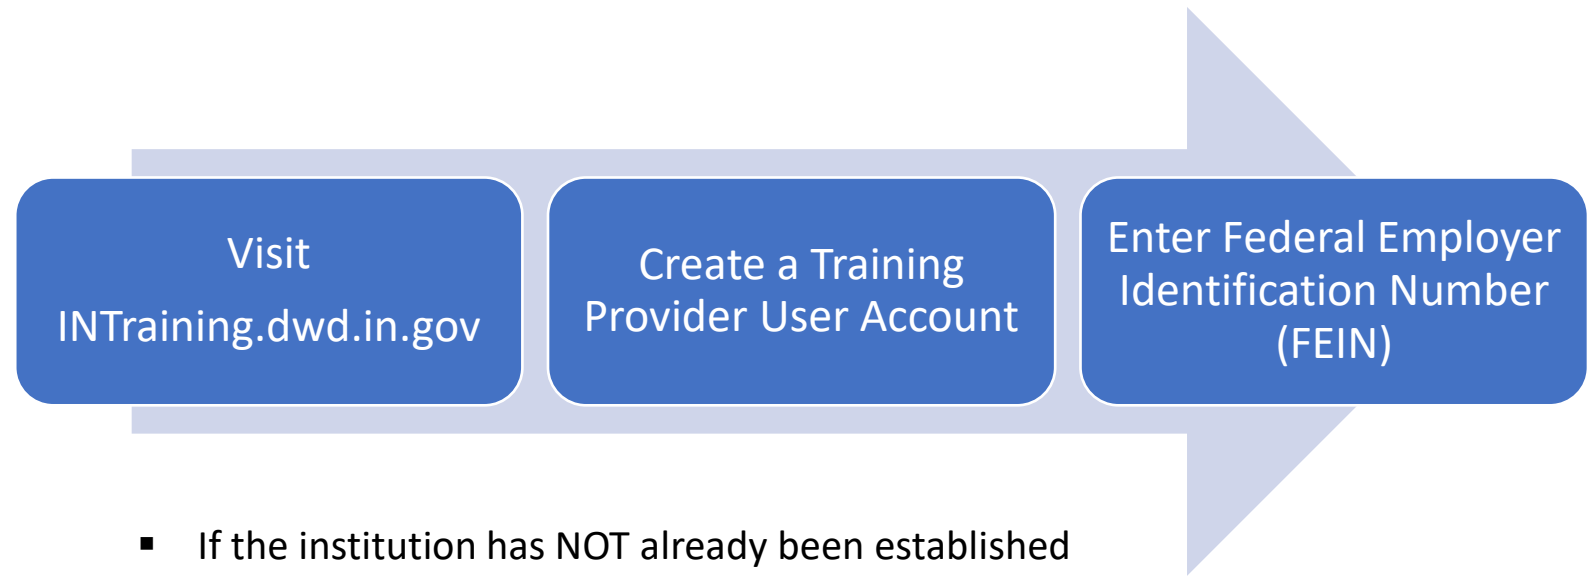 Visit
INTraining.dwd.in.gov
Create a Training
Provider User Account
Enter Federal Employer
Identification Number
(FEIN)
▪ If the institution has NOT already been established